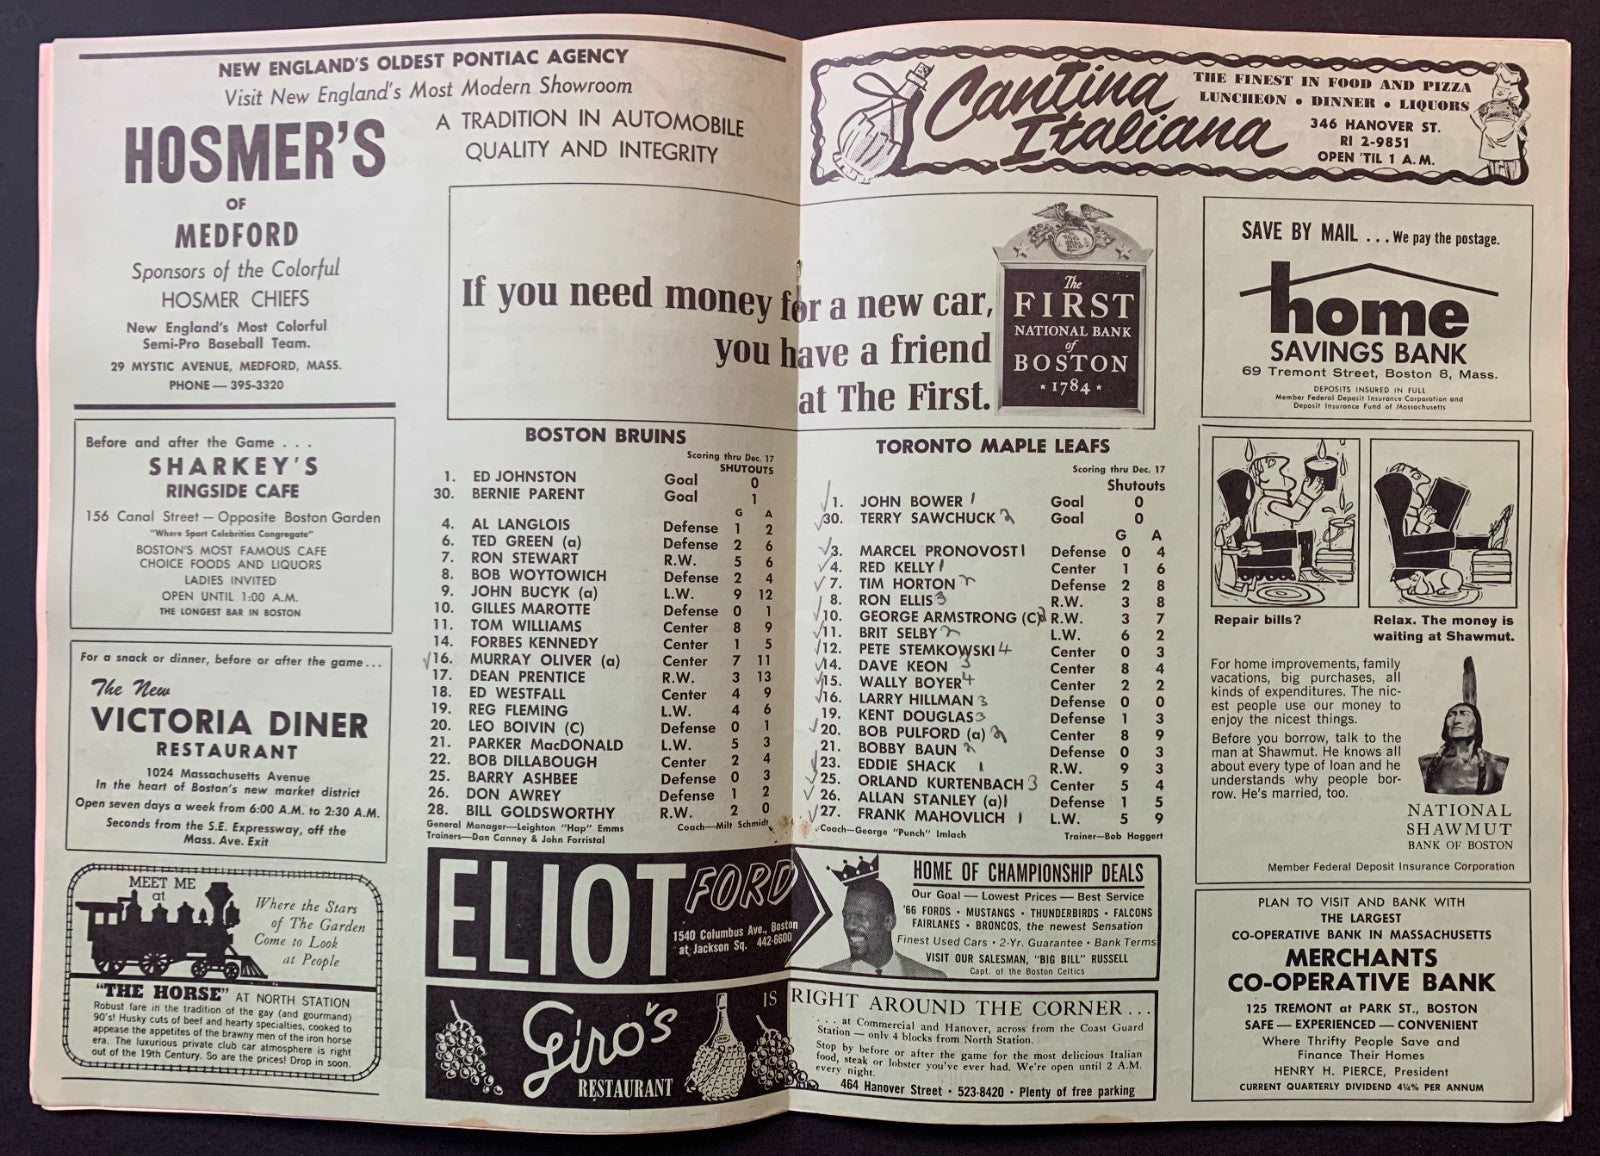 NEW ENGLAND'S OLDEST PONTIAC AGENCY
Visit New England's Most Modern Showroom
HOSMER'S
A TRADITION IN AUTOMOBILE
QUALITY AND INTEGRITY
OF
MEDFORD
Sponsors of the Colorful
HOSMER CHIEFS
New England's Most Colorful
Semi-Pro Baseball Team.
29 MYSTIC AVENUE, MEDFORD, MASS.
PHONE — 395-3320
Before and after the Game . . .
SHARKEY'S
RINGSIDE CAFE
156 Canal Street — Opposite Boston Garden
"Where Sport Celebrities Congregate"
BOSTON'S MOST FAMOUS CAFE
CHOICE FOODS AND LIQUORS
LADIES INVITED
OPEN UNTIL 1:00 A.M.
THE LONGEST BAR IN BOSTON
For a snack or dinner, before or after the game...
The New
VICTORIA DINER
RESTAURANT
1024 Massachusetts Avenue
In the heart of Boston's new market district
Open seven days a week from 6:00 A.M. to 2:30 A.M.
Seconds from the S.E. Expressway, off the
Mass. Ave. Exit
MEET ME
at
Where the Stars
of The Garden
Come to Look
at People
"THE HORSE" AT NORTH STATION
Robust fare in the tradition of the gay (and gourmand)
90's! Husky cuts of beef and hearty specialties, cooked to
appease the appetites of the brawny men of the iron horse
era. The luxurious private club car atmosphere is right
out of the 19th Century. So are the prices! Drop in soon.
If you need money for a new car,
you have a friend
at The First.
The
FIRST
NATIONAL BANK
of
BOSTON
* 1784 *
BOSTON BRUINS
Scoring thru Dec. 17
SHUTOUTS
1. ED JOHNSTON Goal 0
30. BERNIE PARENT Goal 1
G A
4. AL LANGLOIS Defense 1 2
6. TED GREEN (a) Defense 2 6
7. RON STEWART R.W. 5 6
8. BOB WOYTOWICH Defense 2 4
9. JOHN BUCYK (a) L.W. 9 12
10. GILLES MAROTTE Defense 0 1
11. TOM WILLIAMS Center 8 9
14. FORBES KENNEDY Center 1 5
√16. MURRAY OLIVER (a) Center 7 11
17. DEAN PRENTICE R.W. 3 13
18. ED WESTFALL Center 4 9
19. REG FLEMING L.W. 4 6
20. LEO BOIVIN (C) Defense 0 1
21. PARKER MacDONALD L.W. 5 3
22. BOB DILLABOUGH Center 2 4
25. BARRY ASHBEE Defense 0 3
26. DON AWREY Defense 1 2
28. BILL GOLDSWORTHY R.W. 2 0
General Manager—Leighton "Hap" Emms Coach—Milt Schmidt
Trainers—Dan Canney & John Forristal
ELIOT FORD
1540 Columbus Ave., Boston
at Jackson Sq. 442-6600
HOME OF CHAMPIONSHIP DEALS
Our Goal — Lowest Prices — Best Service
'66 FORDS • MUSTANGS • THUNDERBIRDS • FALCONS
FAIRLANES • BRONCOS, the newest Sensation
Finest Used Cars • 2-Yr. Guarantee • Bank Terms
VISIT OUR SALESMAN, "BIG BILL" RUSSELL
Capt. of the Boston Celtics
Giro's
RESTAURANT
IS RIGHT AROUND THE CORNER . . .
. . . at Commercial and Hanover, across from the Coast Guard
Station — only 4 blocks from North Station.
Stop by before or after the game for the most delicious Italian
food, steak or lobster you've ever had. We're open until 2 A.M.
every night.
464 Hanover Street • 523-8420 • Plenty of free parking
Cantina
Italiana
THE FINEST IN FOOD AND PIZZA
LUNCHEON • DINNER • LIQUORS
346 HANOVER ST.
RI 2-9851
OPEN 'TIL 1 A.M.
TORONTO MAPLE LEAFS
Scoring thru Dec. 17
Shutouts
√1. JOHN BOWER 1 Goal 0
√30. TERRY SAWCHUCK 2 Goal 0
G A
√3. MARCEL PRONOVOST 1 Defense 0 4
√4. RED KELLY 1 Center 1 6
√7. TIM HORTON 2 Defense 2 8
√8. RON ELLIS 3 R.W. 3 8
√10. GEORGE ARMSTRONG (C) 2 R.W. 3 7
√11. BRIT SELBY 2 L.W. 6 2
√12. PETE STEMKOWSKI 4 Center 0 3
√14. DAVE KEON 3 Center 8 4
√15. WALLY BOYER 4 Center 2 2
√16. LARRY HILLMAN 3 Defense 0 0
19. KENT DOUGLAS 3 Defense 1 3
√20. BOB PULFORD (a) 2 Center 8 9
21. BOBBY BAUN 2 Defense 0 3
√23. EDDIE SHACK 1 R.W. 9 3
√25. ORLAND KURTENBACH 3 Center 5 4
√26. ALLAN STANLEY (a) 1 Defense 1 5
√27. FRANK MAHOVLICH 1 L.W. 5 9
Coach—George "Punch" Imlach Trainer—Bob Haggert
SAVE BY MAIL ... We pay the postage.
home
SAVINGS BANK
69 Tremont Street, Boston 8, Mass.
DEPOSITS INSURED IN FULL
Member Federal Deposit Insurance Corporation and
Deposit Insurance Fund of Massachusetts
Repair bills?
Relax. The money is
waiting at Shawmut.
For home improvements, family
vacations, big purchases, all
kinds of expenditures. The nic-
est people use our money to
enjoy the nicest things.
Before you borrow, talk to the
man at Shawmut. He knows all
about every type of loan and he
understands why people bor-
row. He's married, too.
NATIONAL
SHAWMUT
BANK OF BOSTON
Member Federal Deposit Insurance Corporation
PLAN TO VISIT AND BANK WITH
THE LARGEST
CO-OPERATIVE BANK IN MASSACHUSETTS
MERCHANTS
CO-OPERATIVE BANK
125 TREMONT at PARK ST., BOSTON
SAFE — EXPERIENCED — CONVENIENT
Where Thrifty People Save and
Finance Their Homes
HENRY H. PIERCE, President
CURRENT QUARTERLY DIVIDEND 4¼% PER ANNUM